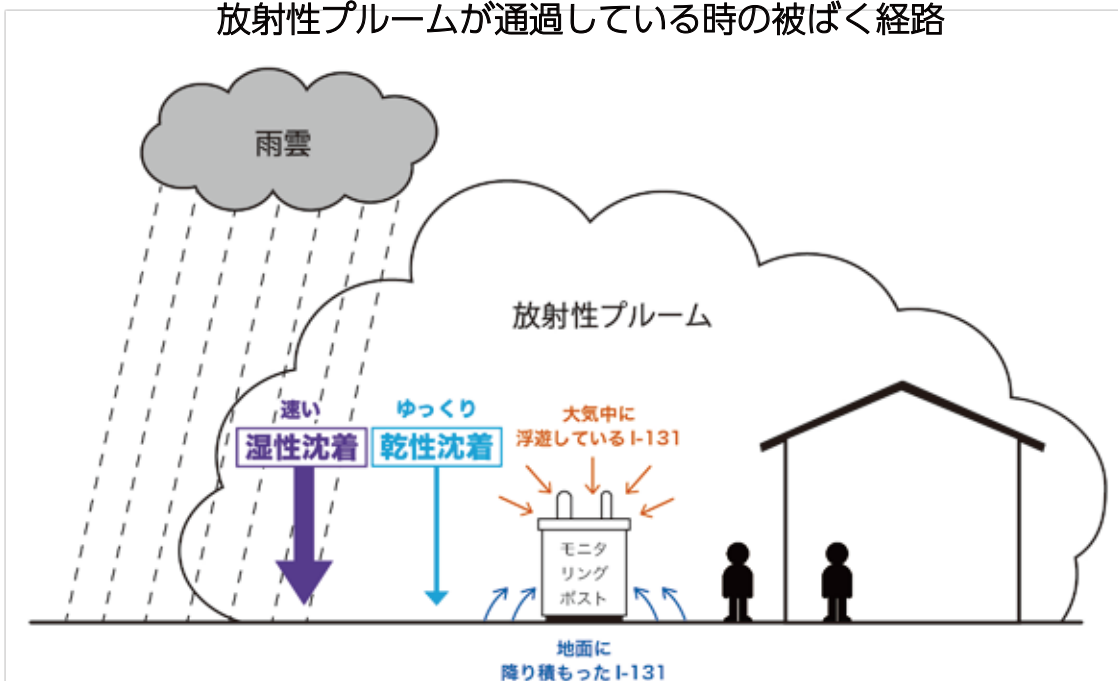 放射性プルームが通過している時の被ばく経路
雨雲
放射性プルーム
速い
湿性沈着
ゆっくり
乾性沈着
大気中に
浮遊している I-131
モニタ
リング
ポスト
地面に
降り積もった I-131